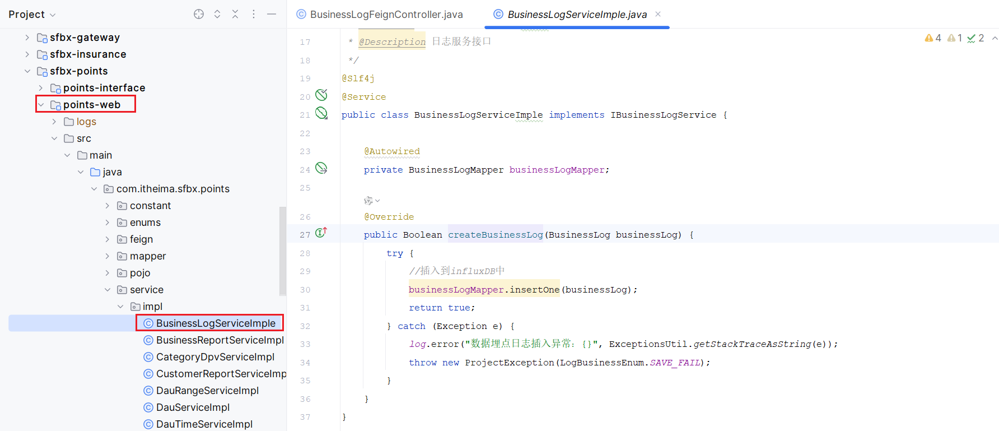 Project
sfbx-gateway
sfbx-insurance
sfbx-points
points-interface
points-web
logs
src
main
java
com.itheima.sfbx.points
constant
enums
feign
mapper
pojo
service
impl
BusinessLogServiceImple
BusinessReportServiceImpl
CategoryDpvServiceImpl
CustomerReportServiceImp
DauRangeServiceImpl
DauServiceImpl
DauTimeServiceImpl
BusinessLogFeignController.java
BusinessLogServiceImple.java
4 1 2
17 * @Description 日志服务接口
18 */
19 @Slf4j
20 @Service
21 public class BusinessLogServiceImple implements IBusinessLogService {
22
23 @Autowired
24 private BusinessLogMapper businessLogMapper;
25
26 @Override
27 public Boolean createBusinessLog(BusinessLog businessLog) {
28 try {
29 //插入到influxDB中
30 businessLogMapper.insertOne(businessLog);
31 return true;
32 } catch (Exception e) {
33 log.error("数据埋点日志插入异常：{}", ExceptionsUtil.getStackTraceAsString(e));
34 throw new ProjectException(LogBusinessEnum.SAVE_FAIL);
35 }
36 }
37 }